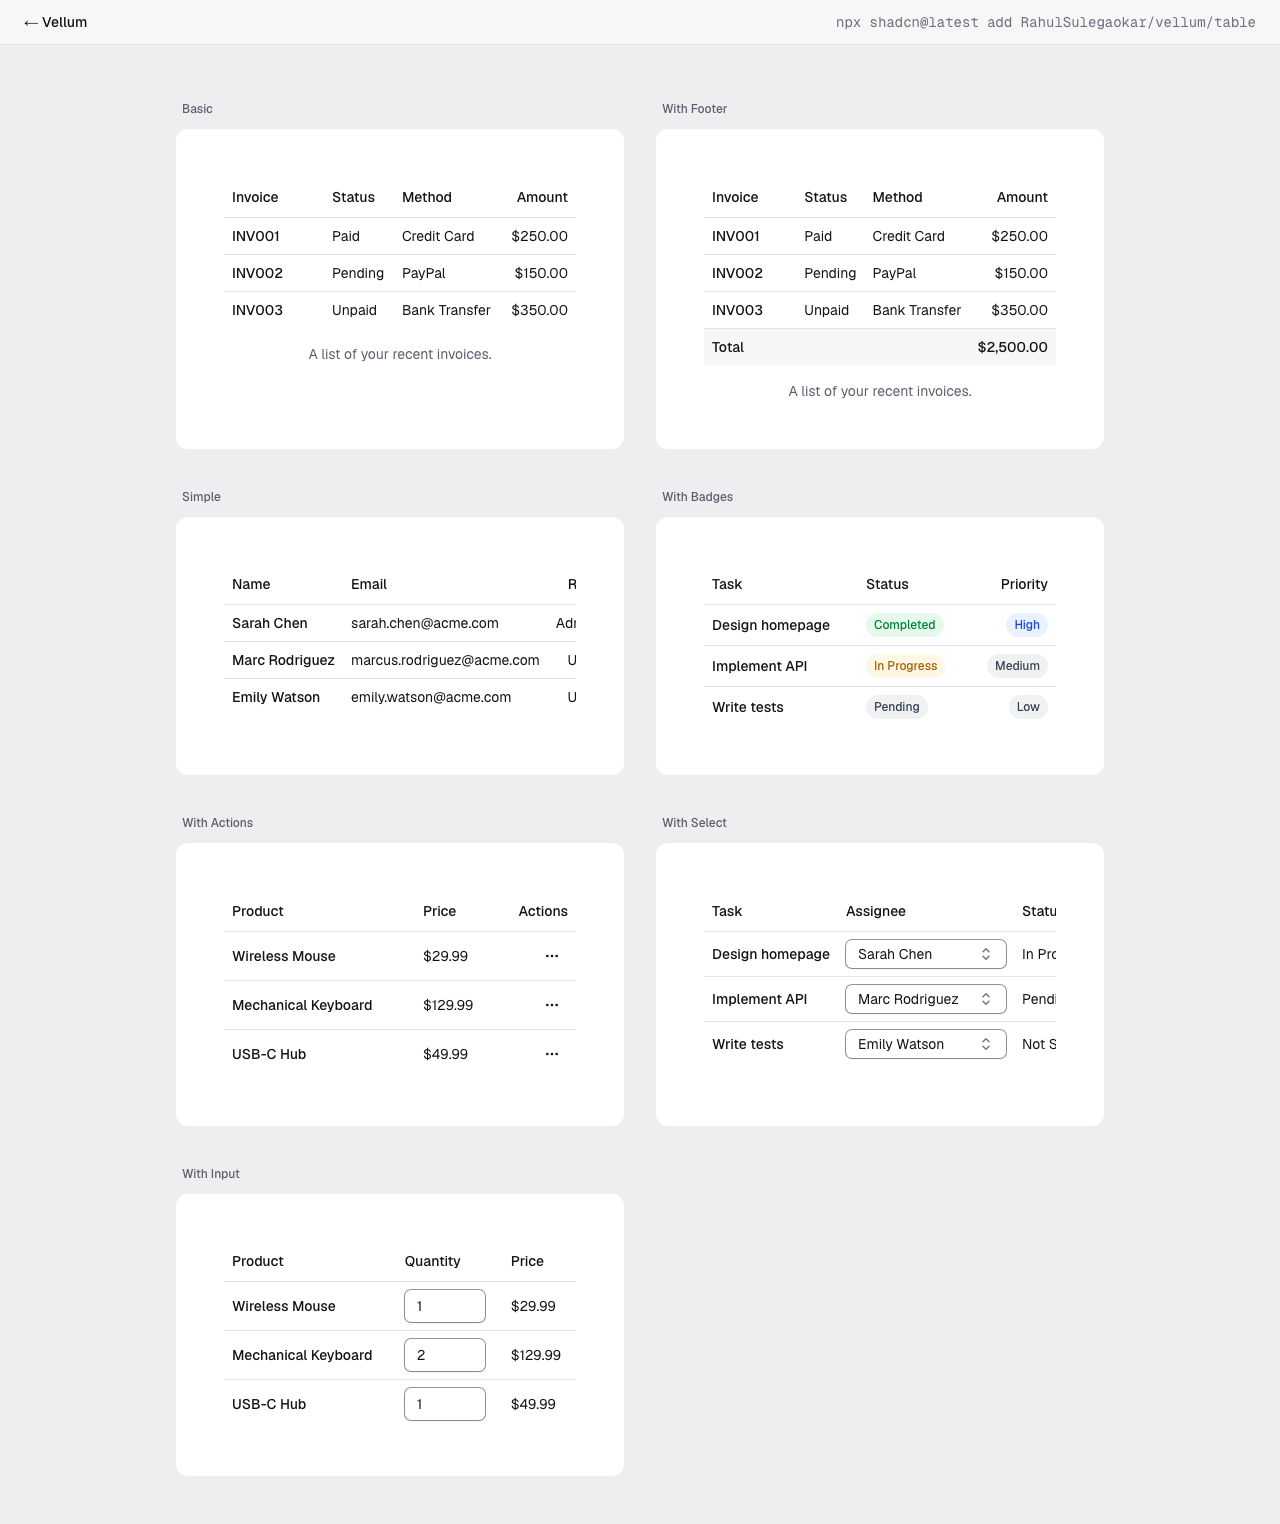 ← Vellum
npx shadcn@latest add RahulSulegaokar/vellum/table
Basic
Invoice Status Method Amount
INV001 Paid Credit Card $250.00
INV002 Pending PayPal $150.00
INV003 Unpaid Bank Transfer $350.00
A list of your recent invoices.
With Footer
Invoice Status Method Amount
INV001 Paid Credit Card $250.00
INV002 Pending PayPal $150.00
INV003 Unpaid Bank Transfer $350.00
Total $2,500.00
A list of your recent invoices.
Simple
Name Email R
Sarah Chen sarah.chen@acme.com Adm
Marc Rodriguez marcus.rodriguez@acme.com U
Emily Watson emily.watson@acme.com U
With Badges
Task Status Priority
Design homepage Completed High
Implement API In Progress Medium
Write tests Pending Low
With Actions
Product Price Actions
Wireless Mouse $29.99 ···
Mechanical Keyboard $129.99 ···
USB-C Hub $49.99 ···
With Select
Task Assignee Statu
Design homepage Sarah Chen In Pro
Implement API Marc Rodriguez Pendi
Write tests Emily Watson Not S
With Input
Product Quantity Price
Wireless Mouse 1 $29.99
Mechanical Keyboard 2 $129.99
USB-C Hub 1 $49.99